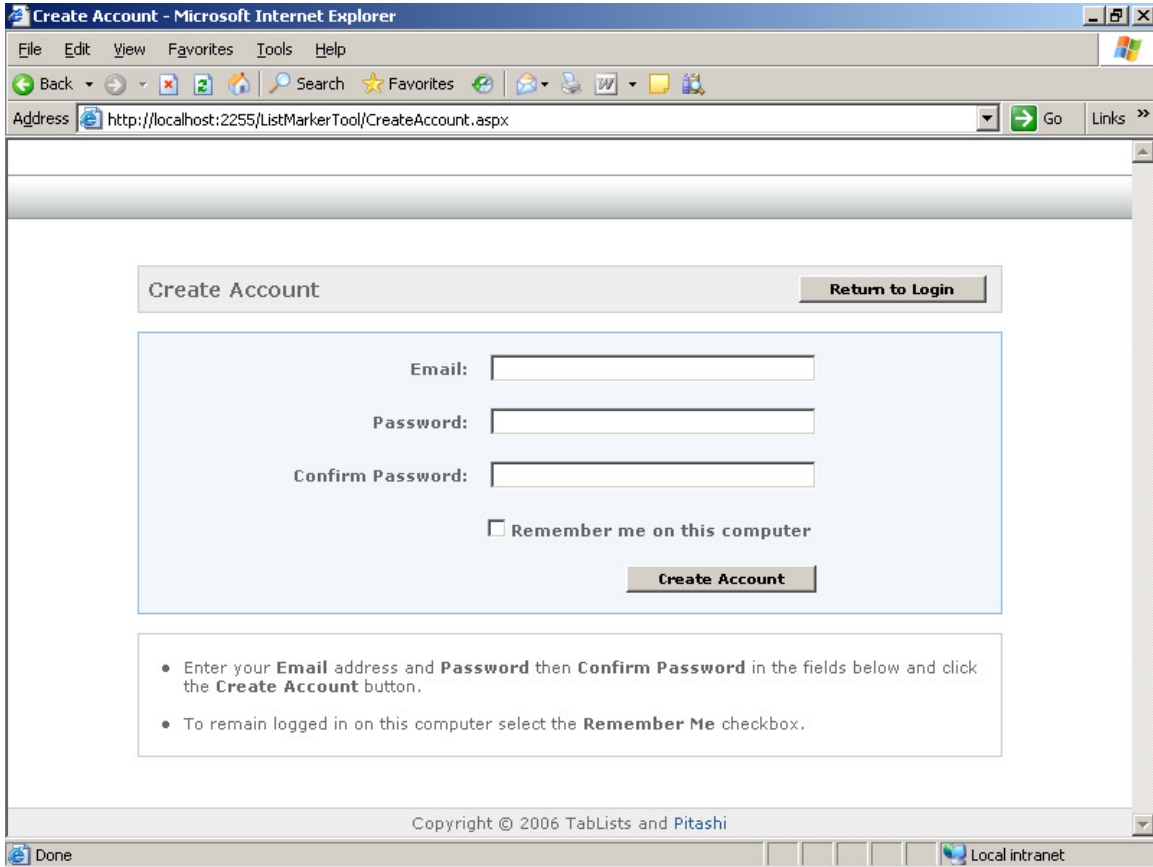 Create Account - Microsoft Internet Explorer
File Edit View Favorites Tools Help
Back Search Favorites W
Address http://localhost:2255/ListMarkerTool/CreateAccount.aspx Go Links »
Create Account Return to Login
Email:
Password:
Confirm Password:
Remember me on this computer
Create Account
• Enter your Email address and Password then Confirm Password in the fields below and click
the Create Account button.
• To remain logged in on this computer select the Remember Me checkbox.
Copyright © 2006 TabLists and Pitashi
Done Local intranet